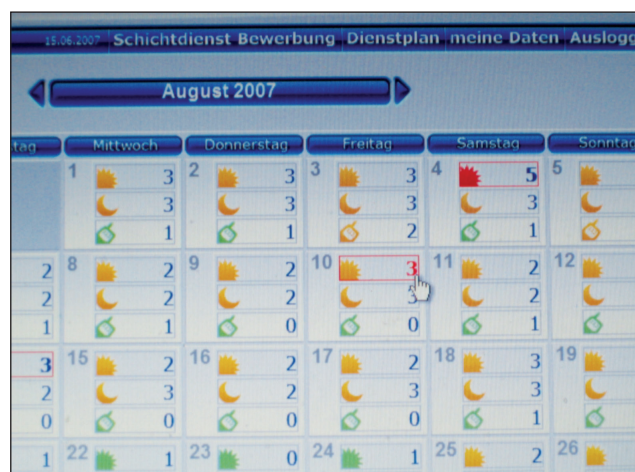 15.06.2007 Schichtdienst Bewerbung Dienstplan meine Daten Auslogg
August 2007
tag Mittwoch Donnerstag Freitag Samstag Sonntag
1 3 2 3 3 3 4 5 5
3 3 3 3
1 1 2 1
2 8 2 9 2 10 3 11 2 12
2 2 2 3 2
1 1 0 0 1
3 15 2 16 2 17 2 18 3 19
2 3 2 3 3
0 0 0 0 1
1 22 1 23 0 24 1 25 2 26